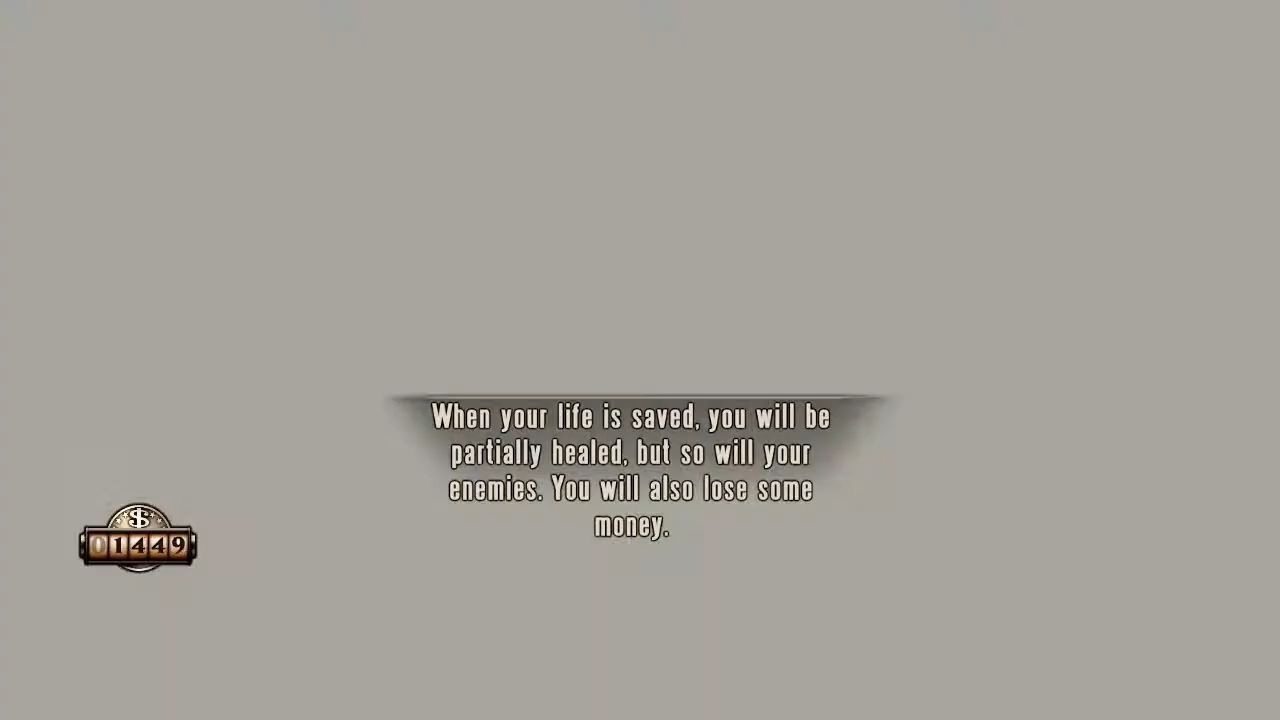 When your life is saved, you will be
partially healed, but so will your
enemies. You will also lose some
money.
$
01449